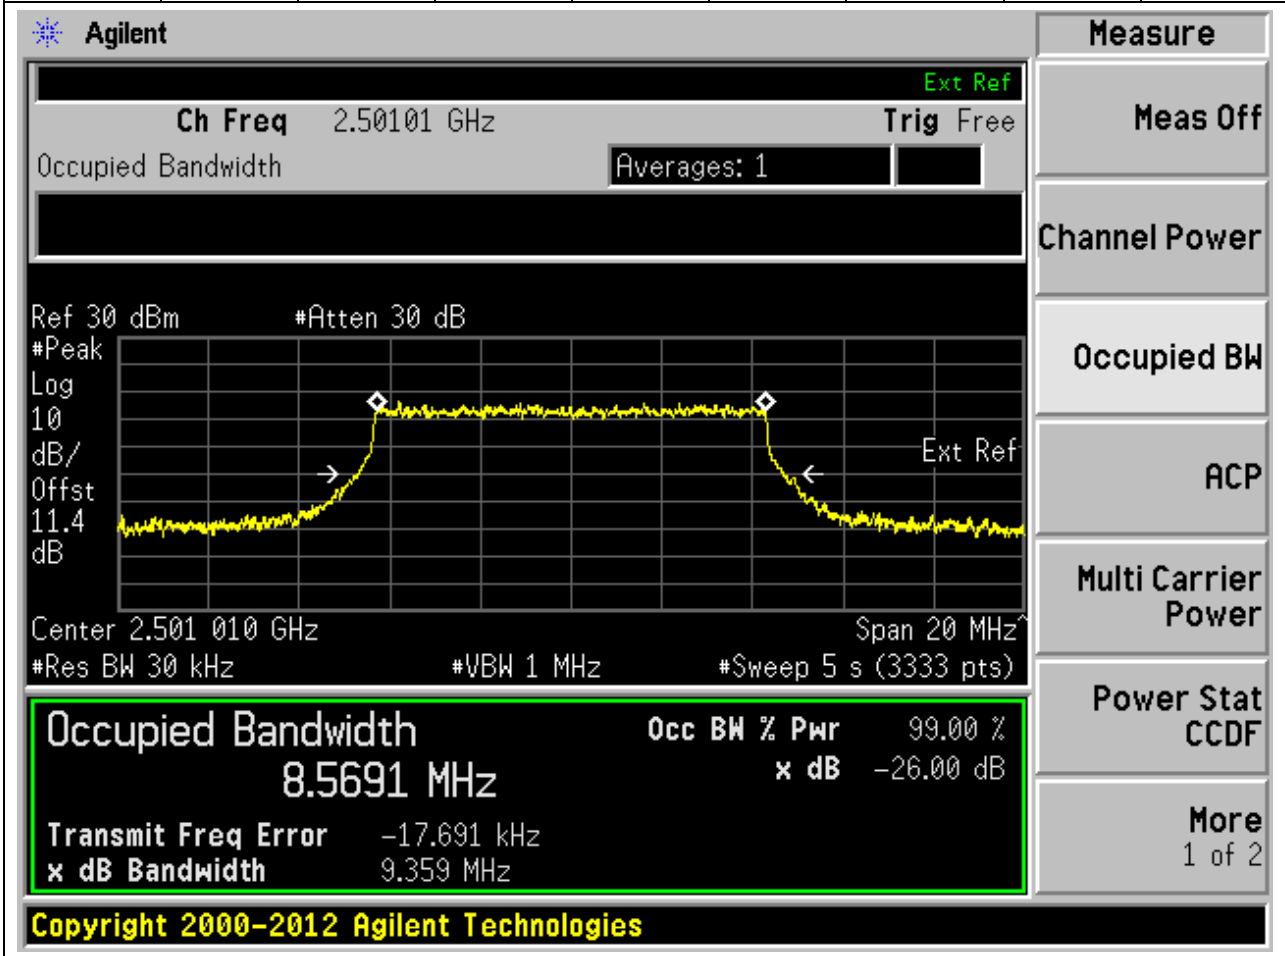 Agilent
Measure
Ext Ref
Ch Freq 2.50101 GHz Trig Free
Meas Off
Occupied Bandwidth Averages: 1
Channel Power
Ref 30 dBm #Atten 30 dB
#Peak
Log
10
dB/
Offst
11.4
dB
Ext Ref
Occupied BW
ACP
Center 2.501 010 GHz Span 20 MHz^
#Res BW 30 kHz #VBW 1 MHz #Sweep 5 s (3333 pts)
Multi Carrier
Power
Occupied Bandwidth Occ BW % Pwr 99.00 %
8.5691 MHz x dB -26.00 dB
Transmit Freq Error -17.691 kHz
x dB Bandwidth 9.359 MHz
Power Stat
CCDF
More
1 of 2
Copyright 2000-2012 Agilent Technologies